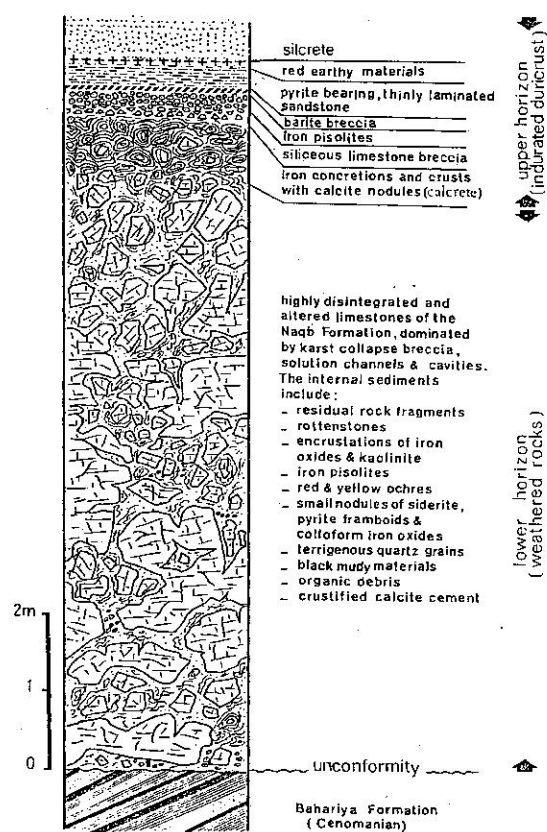 silcrete
red earthy materials
pyrite bearing, thinly laminated
sandstone
barite breccia
Iron pisolites
siliceous limestone breccia
Iron concretions and crusts
with calcite nodules (calcrete)
upper horizon
(indurated duricrust)
highly disintegrated and
altered limestones of the
Naqb Formation, dominated
by karst collapse breccia,
solution channels & cavities.
The internal sediments
include :
- residual rock fragments
- rottenstones
- encrustations of iron
oxides & kaolinite
- iron pisolites
- red & yellow ochres
- small nodules of siderite,
pyrite framboids &
colloform iron oxides
- terrigenous quartz grains
- black mudy materials
- organic debris
- crustified calcite cement
lower horizon
(weathered rocks)
2m
1
0
unconformity
Bahariya Formation
(Cenomanian)